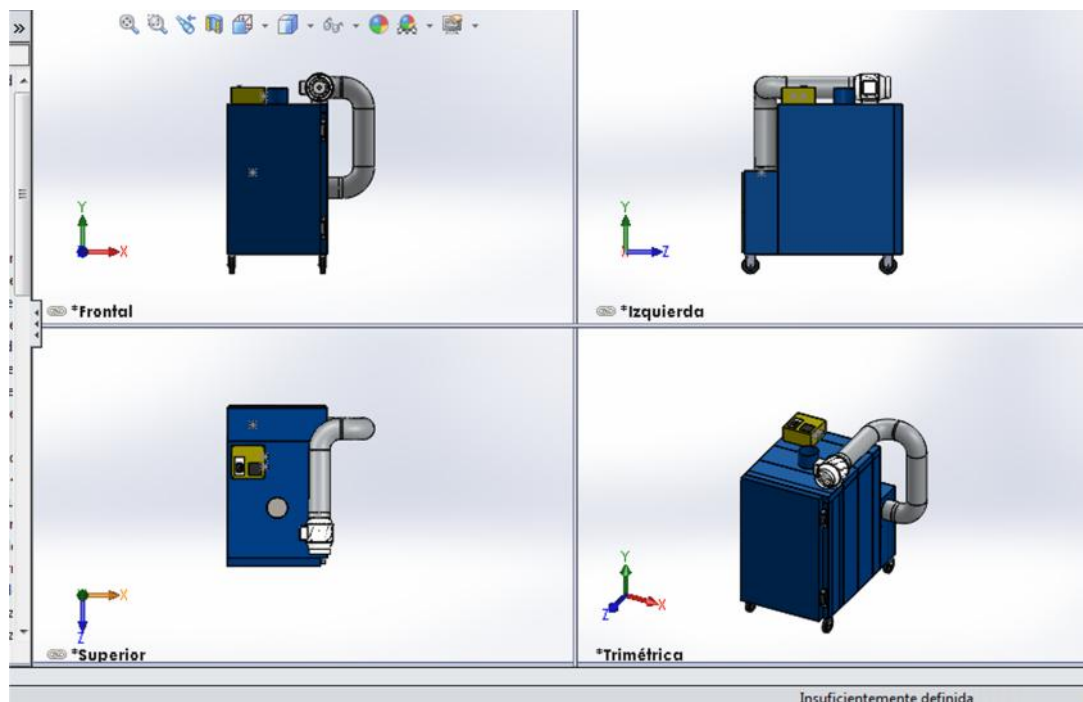 »
Y
X
*Frontal
Y
Z
*Izquierda
X
Z
*Superior
Y
X
Z
*Trimétrica
Insuficientemente definida